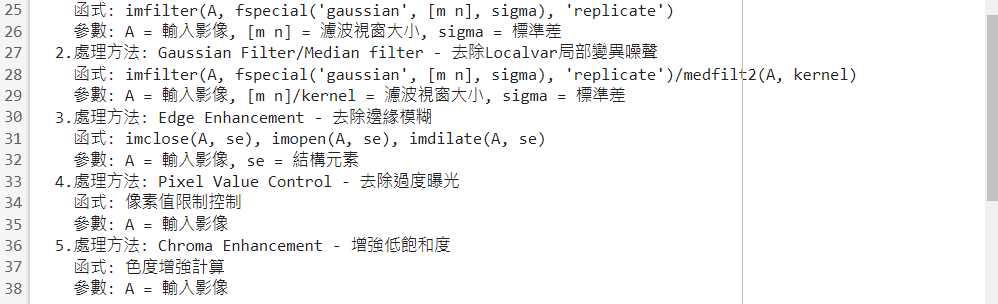 25 函式: imfilter(A, fspecial('gaussian', [m n], sigma), 'replicate')
26 參數: A = 輸入影像, [m n] = 濾波視窗大小, sigma = 標準差
27 2.處理方法: Gaussian Filter/Median filter - 去除Localvar局部變異噪聲
28 函式: imfilter(A, fspecial('gaussian', [m n], sigma), 'replicate')/medfilt2(A, kernel)
29 參數: A = 輸入影像, [m n]/kernel = 濾波視窗大小, sigma = 標準差
30 3.處理方法: Edge Enhancement - 去除邊緣模糊
31 函式: imclose(A, se), imopen(A, se), imdilate(A, se)
32 參數: A = 輸入影像, se = 結構元素
33 4.處理方法: Pixel Value Control - 去除過度曝光
34 函式: 像素值限制控制
35 參數: A = 輸入影像
36 5.處理方法: Chroma Enhancement - 增強低飽和度
37 函式: 色度增強計算
38 參數: A = 輸入影像